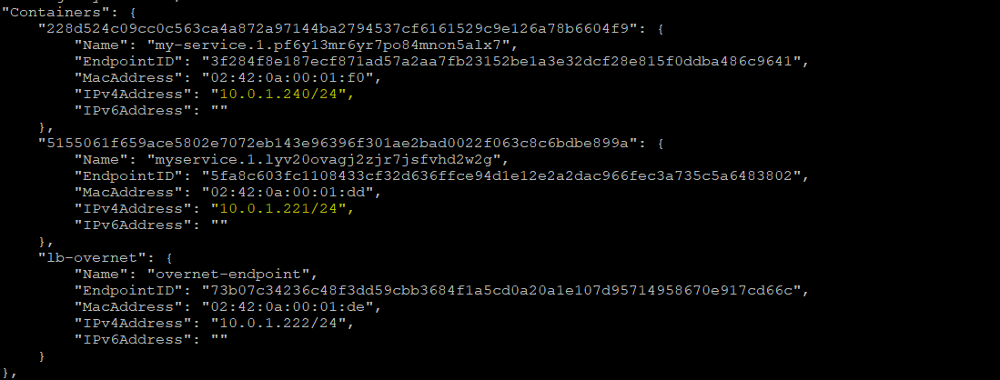 "Containers": {
"228d524c09cc0c563ca4a872a97144ba2794537cf6161529c9e126a78b6604f9": {
"Name": "my-service.1.pf6y13mr6yr7po84mnon5alx7",
"EndpointID": "3f284f8e187ecf871ad57a2aa7fb23152be1a3e32dcf28e815f0ddba486c9641",
"MacAddress": "02:42:0a:00:01:f0",
"IPv4Address": "10.0.1.240/24",
"IPv6Address": ""
},
"5155061f659ace5802e7072eb143e96396f301ae2bad0022f063c8c6bdbe899a": {
"Name": "myservice.1.lyv20ovagj2zjr7jsfvhd2w2g",
"EndpointID": "5fa8c603fc1108433cf32d636ffce94d1e12e2a2dac966fec3a735c5a6483802",
"MacAddress": "02:42:0a:00:01:dd",
"IPv4Address": "10.0.1.221/24",
"IPv6Address": ""
},
"lb-overnet": {
"Name": "overnet-endpoint",
"EndpointID": "73b07c34236c48f3dd59cbb3684f1a5cd0a20a1e107d95714958670e917cd66c",
"MacAddress": "02:42:0a:00:01:de",
"IPv4Address": "10.0.1.222/24",
"IPv6Address": ""
}
},